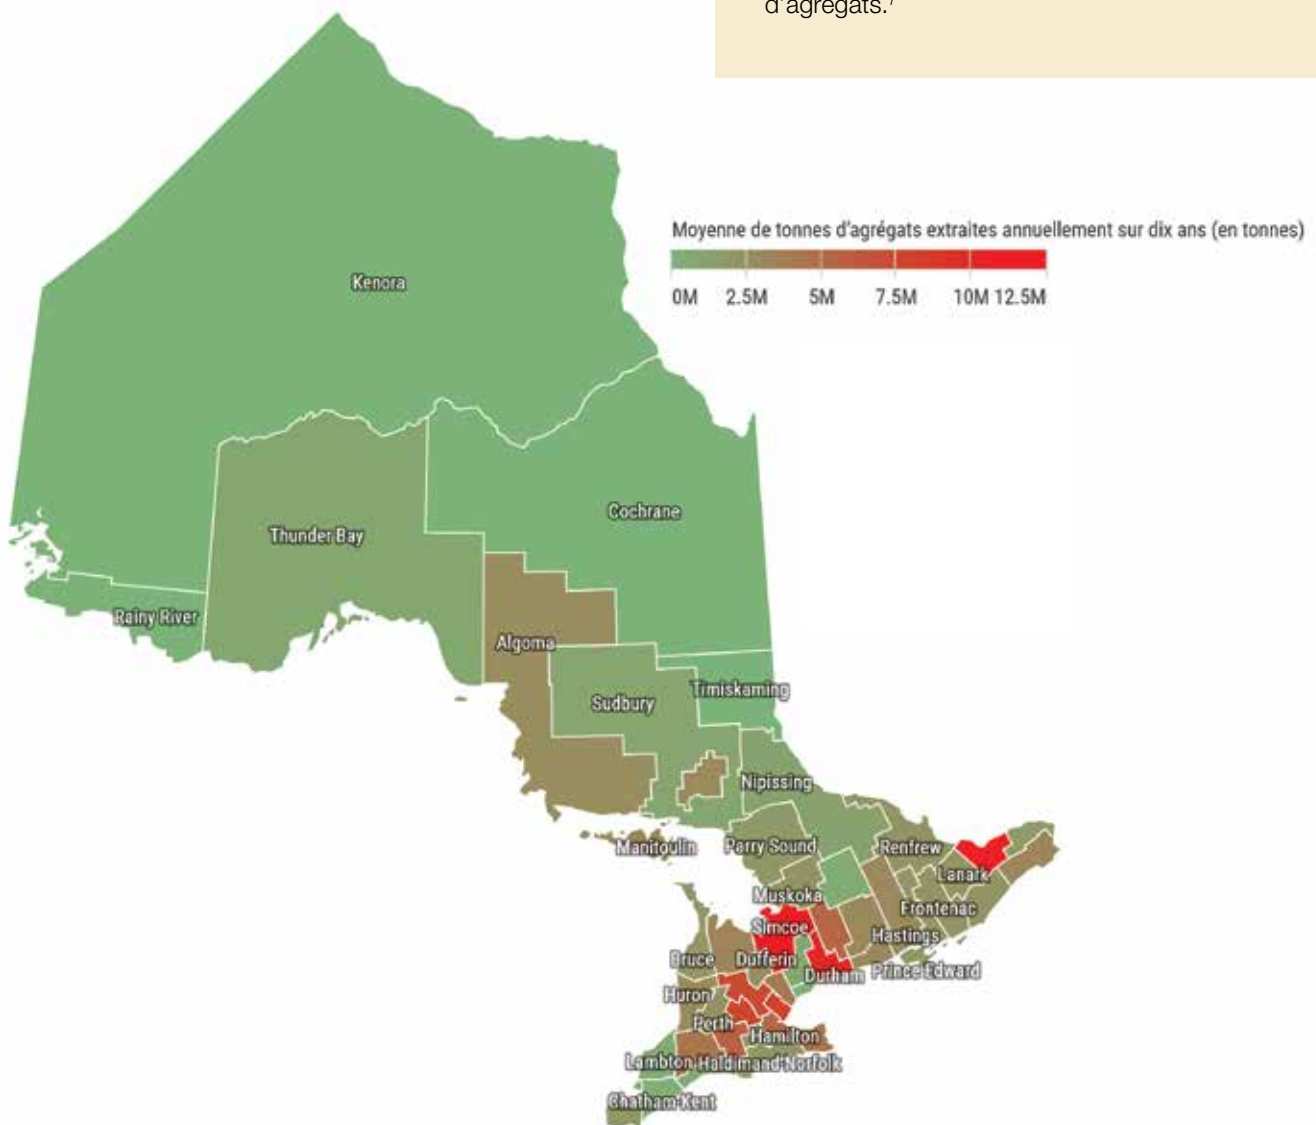 d'agrégats.⁷
Moyenne de tonnes d'agrégats extraites annuellement sur dix ans (en tonnes)
0M 2.5M 5M 7.5M 10M 12.5M
Kenora
Cochrane
Thunder Bay
Rainy River
Algoma
Timiskaming
Sudbury
Nipissing
Manitoulin
Parry Sound
Renfrew
Lanark
Muskoka
Frontenac
Simcoe
Hastings
Bruce
Dufferin
Durham
Prince Edward
Huron
Perth
Hamilton
Lambton
Haldimand-Norfolk
Chatham-Kent